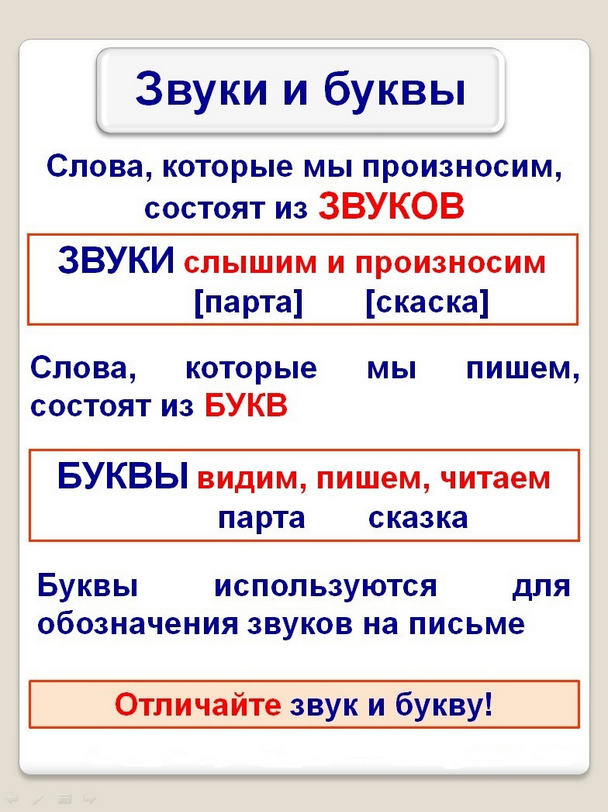 Звуки и буквы
Слова, которые мы произносим,
состоят из ЗВУКОВ
ЗВУКИ слышим и произносим
[парта] [скаска]
Слова, которые мы пишем,
состоят из БУКВ
БУКВЫ видим, пишем, читаем
парта сказка
Буквы используются для
обозначения звуков на письме
Отличайте звук и букву!